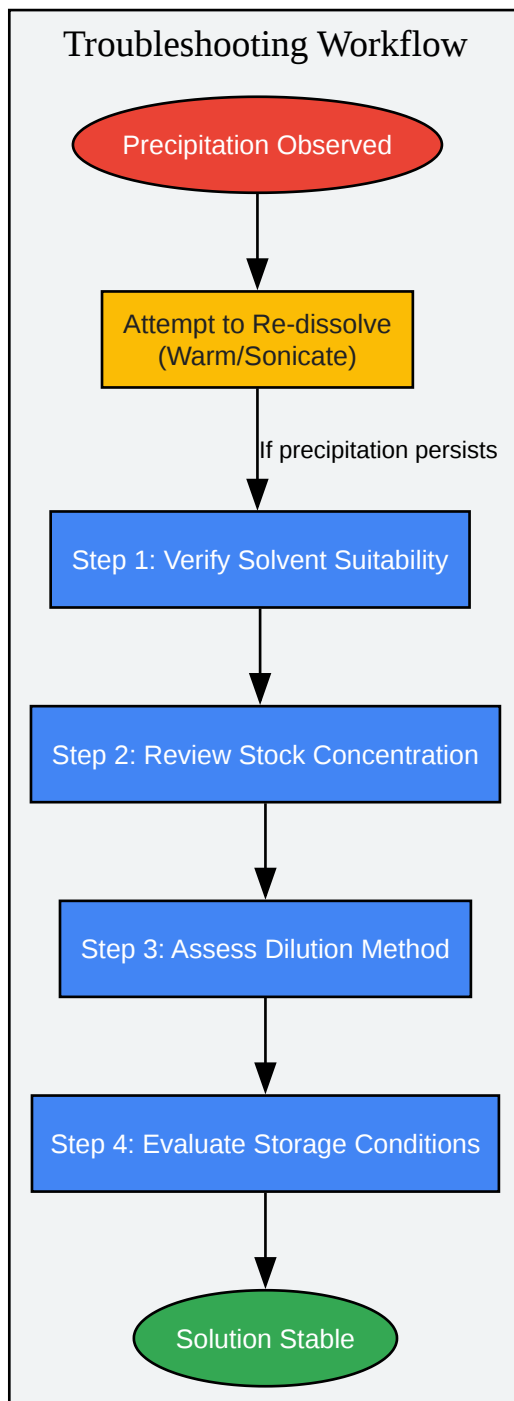 Troubleshooting Workflow
Precipitation Observed
Attempt to Re-dissolve
(Warm/Sonicate)
If precipitation persists
Step 1: Verify Solvent Suitability
Step 2: Review Stock Concentration
Step 3: Assess Dilution Method
Step 4: Evaluate Storage Conditions
Solution Stable